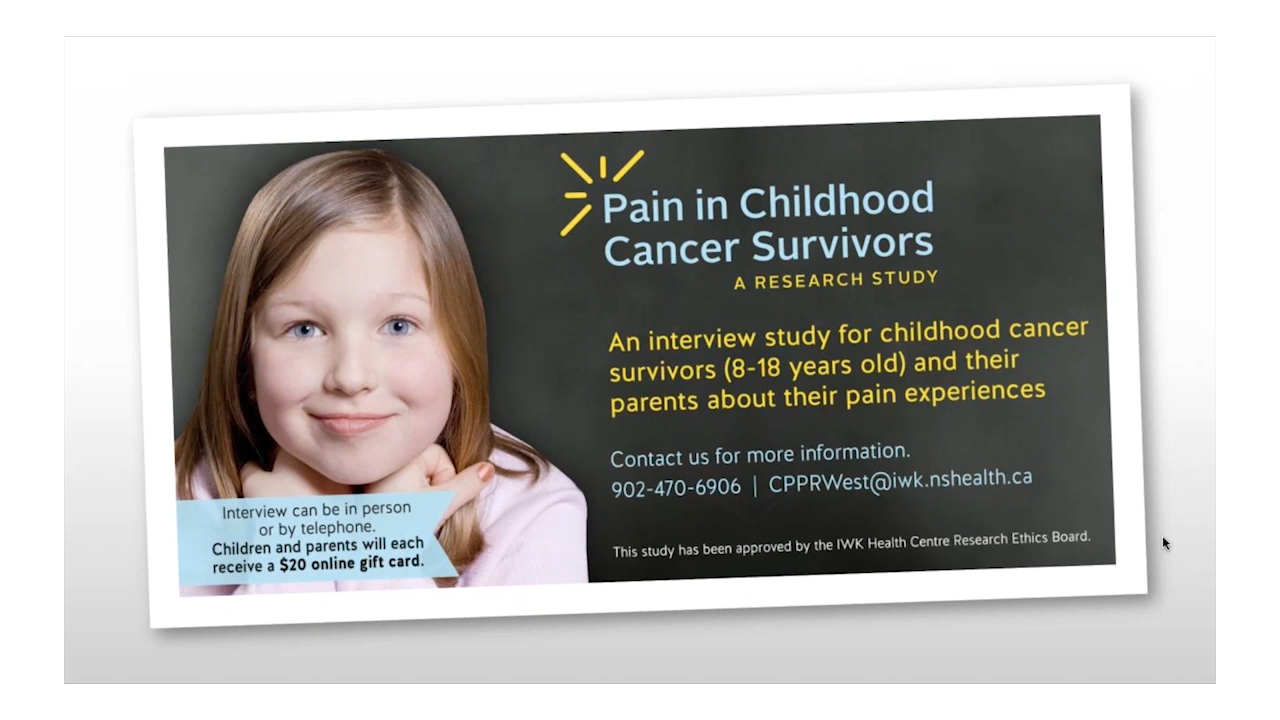 Pain in Childhood
Cancer Survivors
A RESEARCH STUDY
An interview study for childhood cancer
survivors (8-18 years old) and their
parents about their pain experiences
Contact us for more information.
902-470-6906 | CPPRWest@iwk.nshealth.ca
This study has been approved by the IWK Health Centre Research Ethics Board.
Interview can be in person
or by telephone.
Children and parents will each
receive a $20 online gift card.